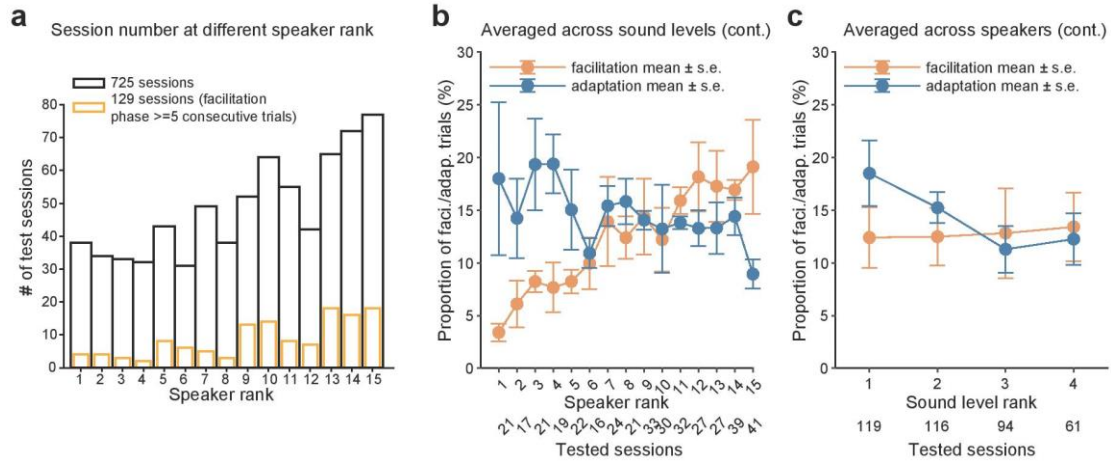 a
Session number at different speaker rank
725 sessions
129 sessions (facilitation
phase >=5 consecutive trials)
# of test sessions
80
70
60
50
40
30
20
10
0
1 2 3 4 5 6 7 8 9 10 11 12 13 14 15
Speaker rank
b
Averaged across sound levels (cont.)
facilitation mean ± s.e.
adaptation mean ± s.e.
Proportion of faci./adap. trials (%)
30
25
20
15
10
5
0
1 2 3 4 5 6 7 8 9 10 11 12 13 14 15
Speaker rank
21 17 21 19 22 16 24 21 33 30 32 27 27 39 41
Tested sessions
c
Averaged across speakers (cont.)
facilitation mean ± s.e.
adaptation mean ± s.e.
Proportion of faci./adap. trials (%)
30
25
20
15
10
5
0
1 2 3 4
Sound level rank
119 116 94 61
Tested sessions